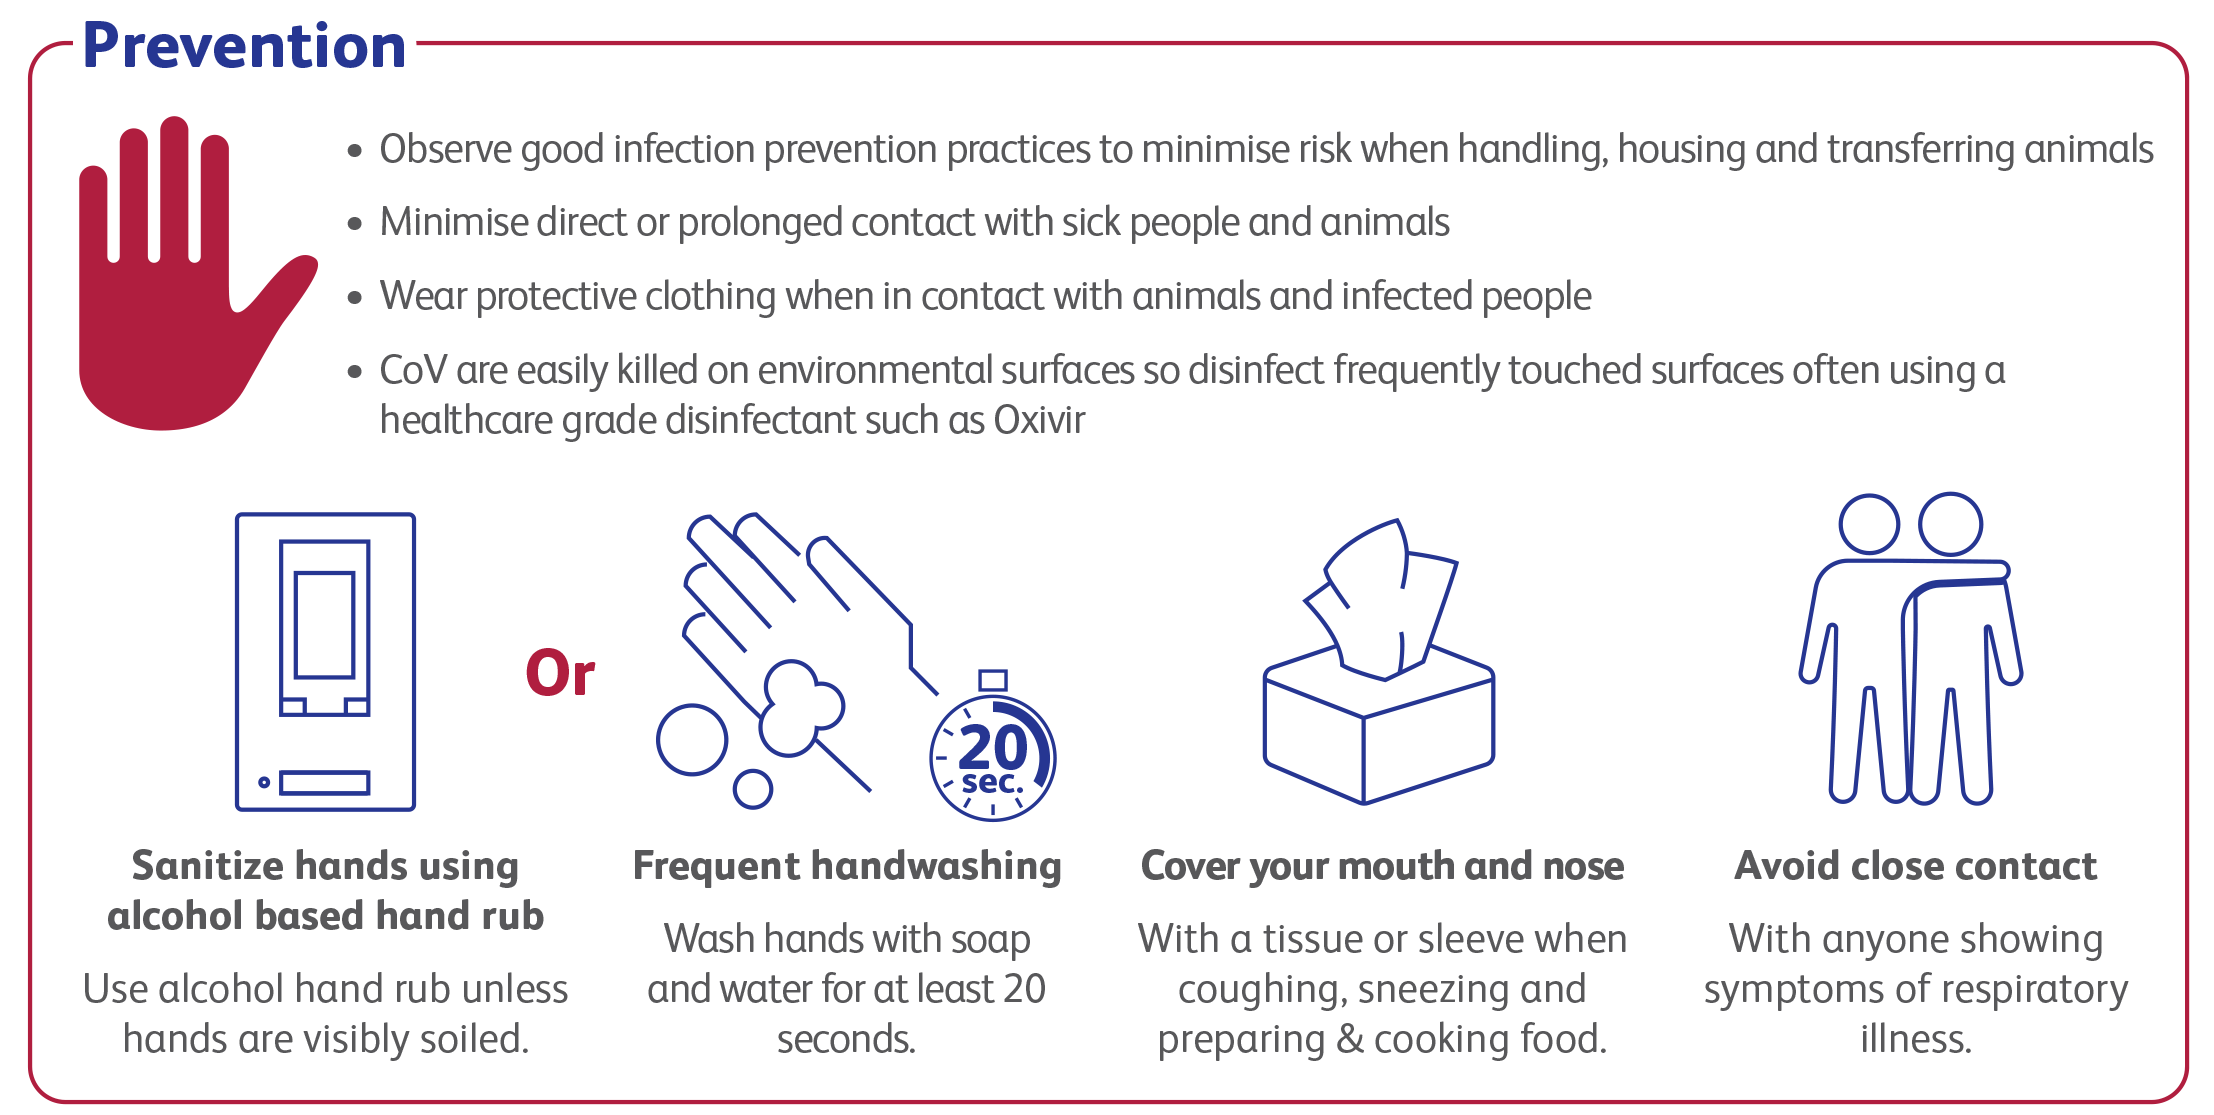 Prevention
• Observe good infection prevention practices to minimise risk when handling, housing and transferring animals
• Minimise direct or prolonged contact with sick people and animals
• Wear protective clothing when in contact with animals and infected people
• CoV are easily killed on environmental surfaces so disinfect frequently touched surfaces often using a
healthcare grade disinfectant such as Oxivir
Or
20
sec.
Sanitize hands using
alcohol based hand rub
Use alcohol hand rub unless
hands are visibly soiled.
Frequent handwashing
Wash hands with soap
and water for at least 20
seconds.
Cover your mouth and nose
With a tissue or sleeve when
coughing, sneezing and
preparing & cooking food.
Avoid close contact
With anyone showing
symptoms of respiratory
illness.